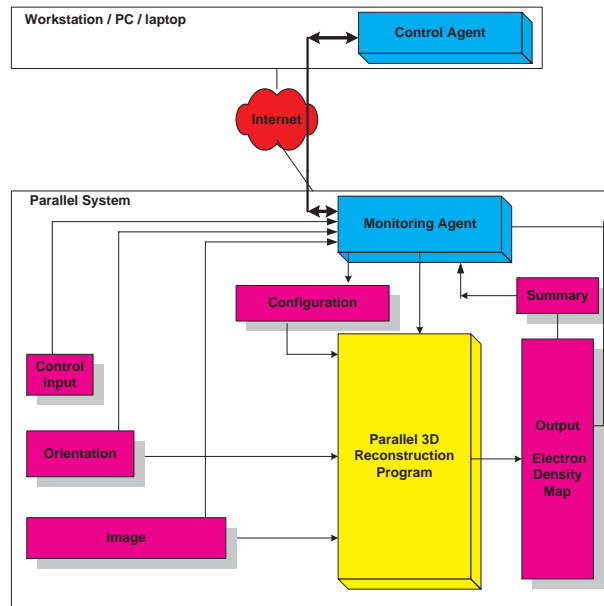 Workstation / PC / laptop
Control Agent
Internet
Parallel System
Monitoring Agent
Configuration
Summary
Control
Input
Orientation
Parallel 3D
Reconstruction
Program
Output
Electron
Density
Map
Image